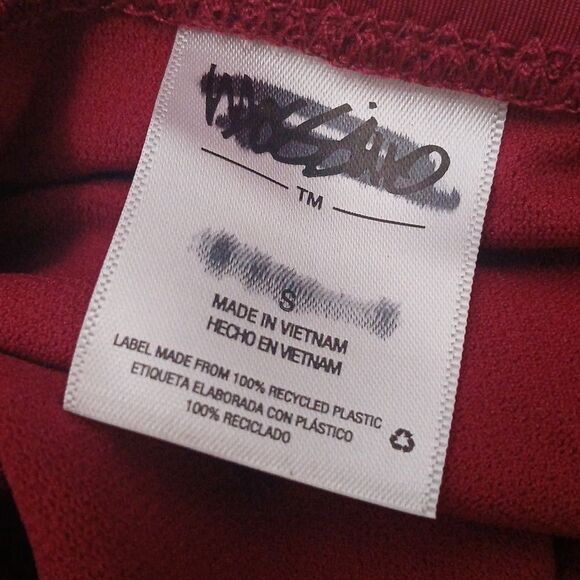 Mossimo
TM
S
MADE IN VIETNAM
HECHO EN VIETNAM
LABEL MADE FROM 100% RECYCLED PLASTIC
ETIQUETA ELABORADA CON PLÁSTICO
100% RECICLADO